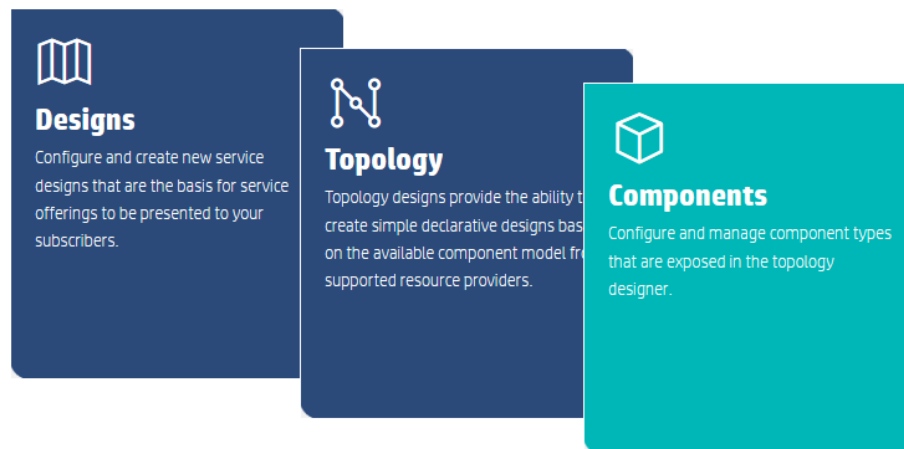 Designs
Configure and create new service
designs that are the basis for service
offerings to be presented to your
subscribers.
Topology
Topology designs provide the ability
create simple declarative designs
on the available component model
supported resource providers.
Components
Configure and manage component types
that are exposed in the topology
designer.